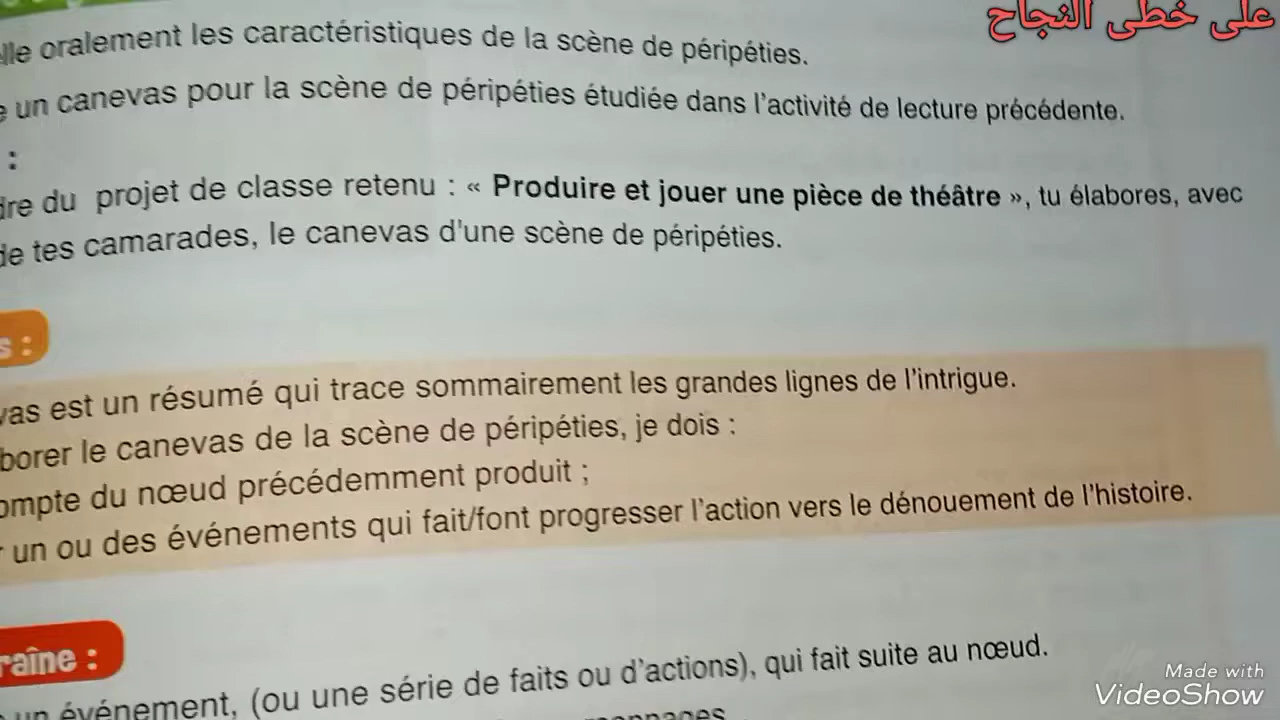 على خطى النجاح
lle oralement les caractéristiques de la scène de péripéties.
un canevas pour la scène de péripéties étudiée dans l'activité de lecture précédente.
:
dre du projet de classe retenu : « Produire et jouer une pièce de théâtre », tu élabores, avec
de tes camarades, le canevas d'une scène de péripéties.
s :
vas est un résumé qui trace sommairement les grandes lignes de l'intrigue.
borer le canevas de la scène de péripéties, je dois :
ompte du nœud précédemment produit ;
r un ou des événements qui fait/font progresser l'action vers le dénouement de l'histoire.
raîne :
un événement, (ou une série de faits ou d'actions), qui fait suite au nœud.
Made with
VideoShow